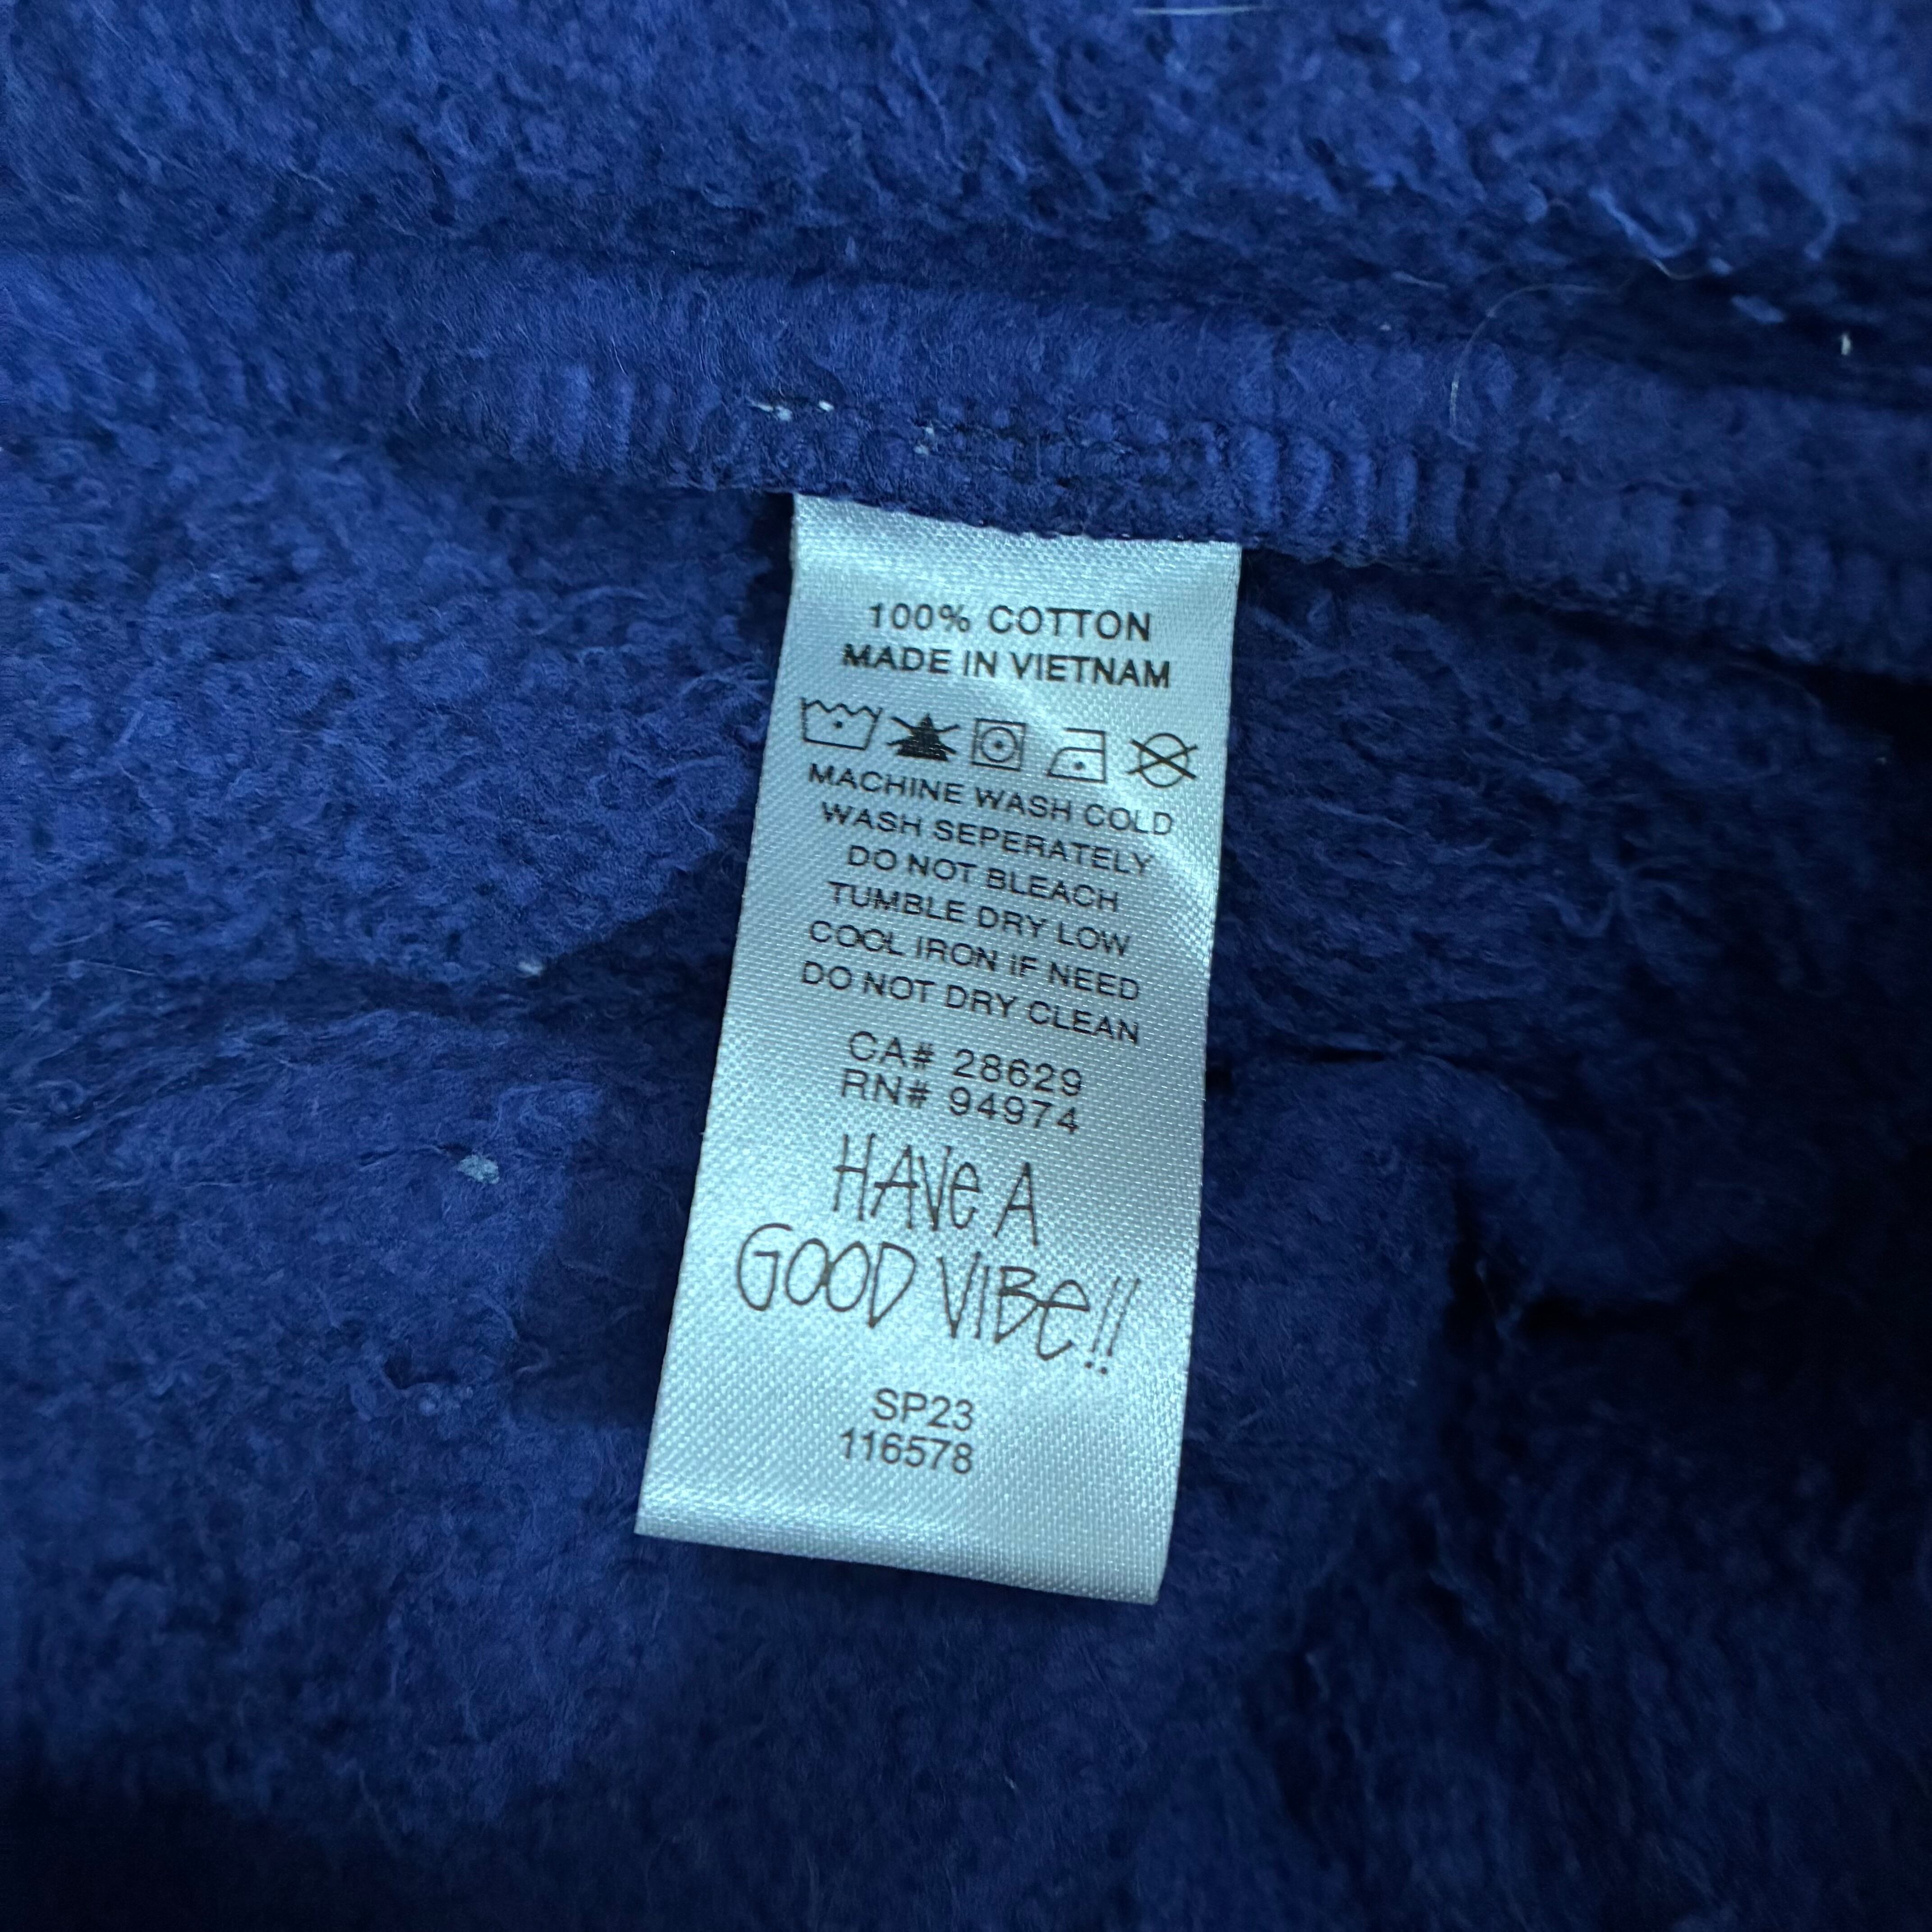 100% COTTON
MADE IN VIETNAM
MACHINE WASH COLD
WASH SEPERATELY
DO NOT BLEACH
TUMBLE DRY LOW
COOL IRON IF NEED
DO NOT DRY CLEAN
CA# 28629
RN# 94974
HAVe A
GOOD VIBe!!
SP23
116578